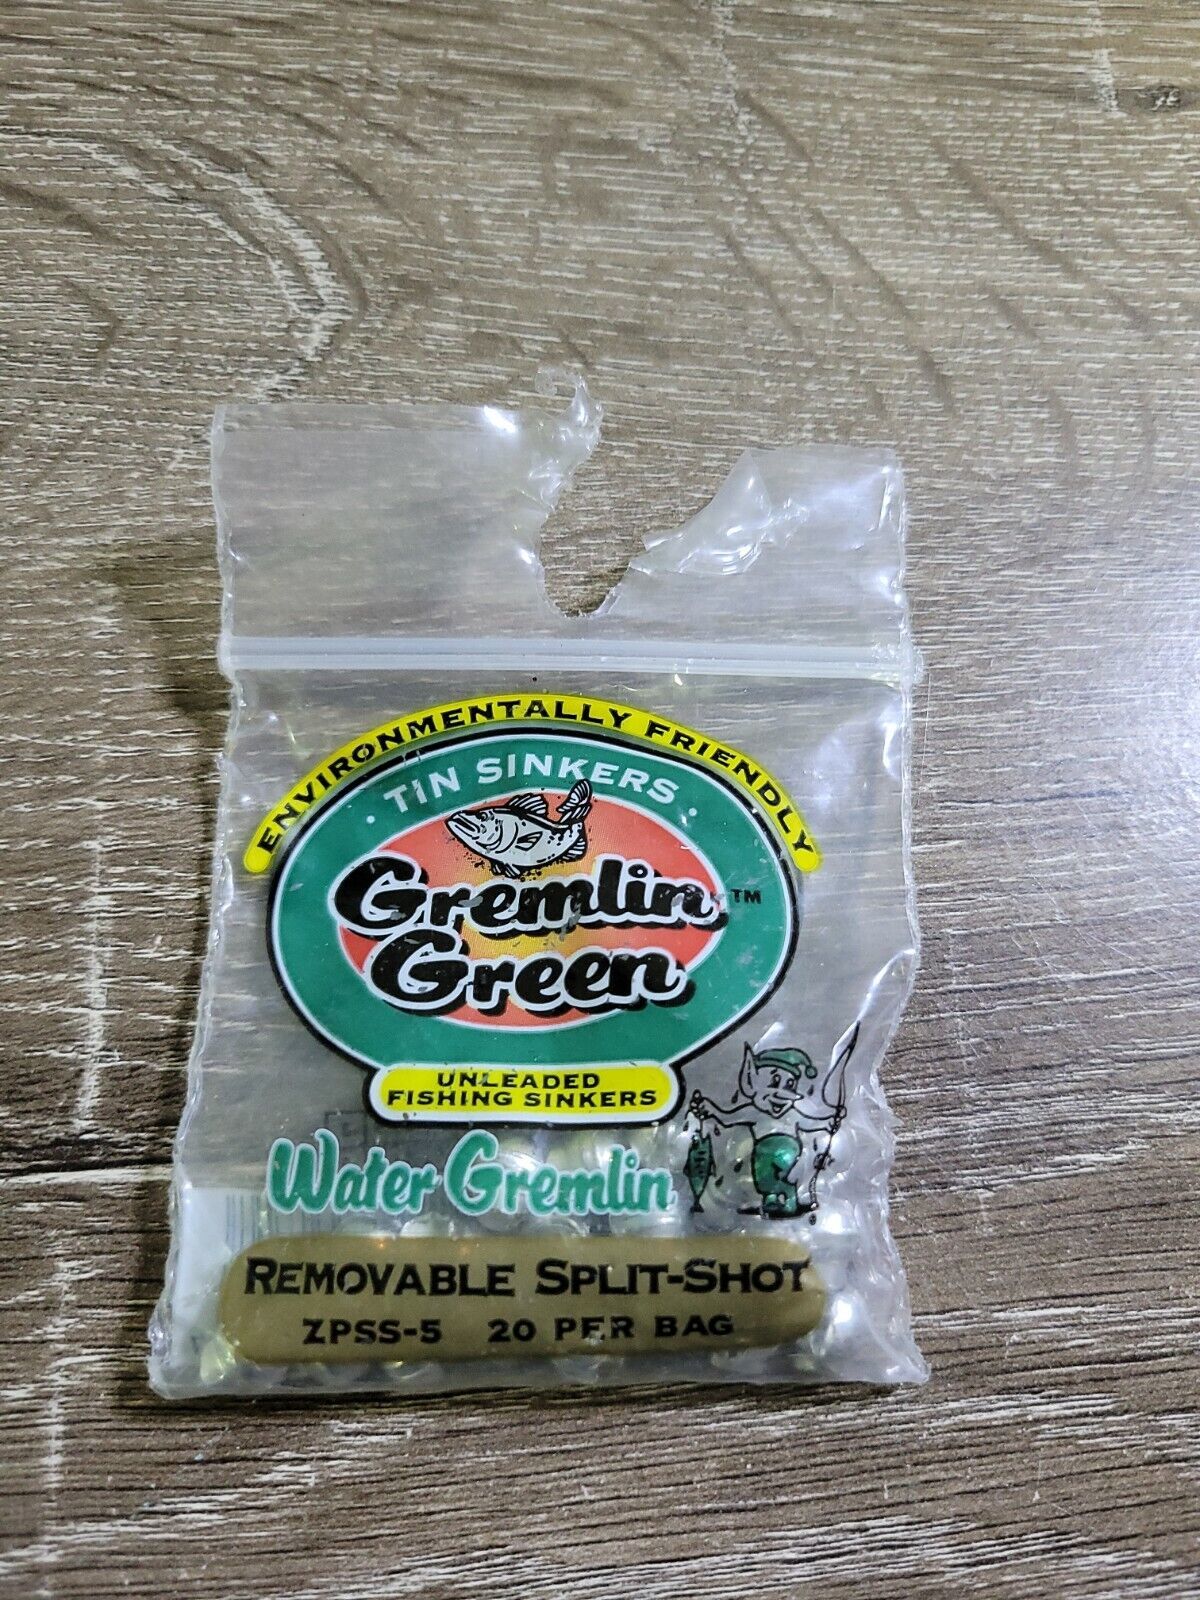 ENVIRONMENTALLY FRIENDLY
· TIN SINKERS ·
Gremlin™
Green
UNLEADED
FISHING SINKERS
Water Gremlin
REMOVABLE SPLIT-SHOT
ZPSS-5 20 PER BAG